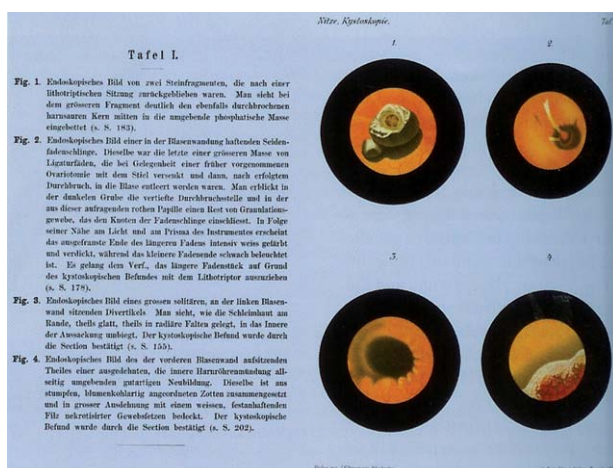 Tafel I.
Fig. 1. Endoskopisches Bild von zwei Steinfragmenten, die nach einer
lithotriptischen Sitzung zurückgeblieben waren. Man sieht bei
dem grösseren Fragment deutlich den ebenfalls durchbrochenen
harnsauren Kern mitten in die umgebende phosphatische Masse
eingebettet (s. S. 183).
Fig. 2. Endoskopisches Bild einer in der Blasenwandung haftenden Seiden-
fadenschlinge. Dieselbe war die letzte einer grösseren Masse von
Ligaturfäden, die bei Gelegenheit einer früher vorgenommenen
Ovariotomie mit dem Stiel versenkt und dann, nach erfolgtem
Durchbruch, in die Blase entleert worden waren. Man erblickt in
der dunkelen Grube die vertiefte Durchbruchsstelle und in der
aus dieser aufragenden rothen Papille einen Rest von Granulations-
gewebe, das den Knoten der Fadenschlinge einschliesst. In Folge
seiner Nähe am Licht und am Prisma des Instrumentes erscheint
das ausgefranste Ende des längeren Fadens intensiv weiss gefärbt
und verdickt, während das kleinere Fadenende schwach beleuchtet
ist. Es gelang dem Verf., das längere Fadenstück auf Grund
des kystoskopischen Befundes mit dem Lithotriptor auszuziehen
(s. S. 178).
Fig. 3. Endoskopisches Bild eines grossen solitären, an der linken Blasen-
wand sitzenden Divertikels. Man sieht, wie die Schleimhaut am
Rande, theils glatt, theils in radiäre Falten gelegt, in das Innere
der Aussackung umbiegt. Der kystoskopische Befund wurde durch
die Section bestätigt (s. S. 155).
Fig. 4. Endoskopisches Bild des der vorderen Blasenwand aufsitzenden
Theiles einer ausgedehnten, die innere Harnröhrenmündung all-
seitig umgebenden gutartigen Neubildung. Dieselbe ist aus
stumpfen, blumenkohlartig angeordneten Zotten zusammengesetzt
und in grosser Ausdehnung mit einem weissen, festanhaftenden
Filz nekrotisirter Gewebsfetzen bedeckt. Der kystoskopische
Befund wurde durch die Section bestätigt (s. S. 202).
Nitze, Kystoskopie.
Taf
1.
2.
3.
4.